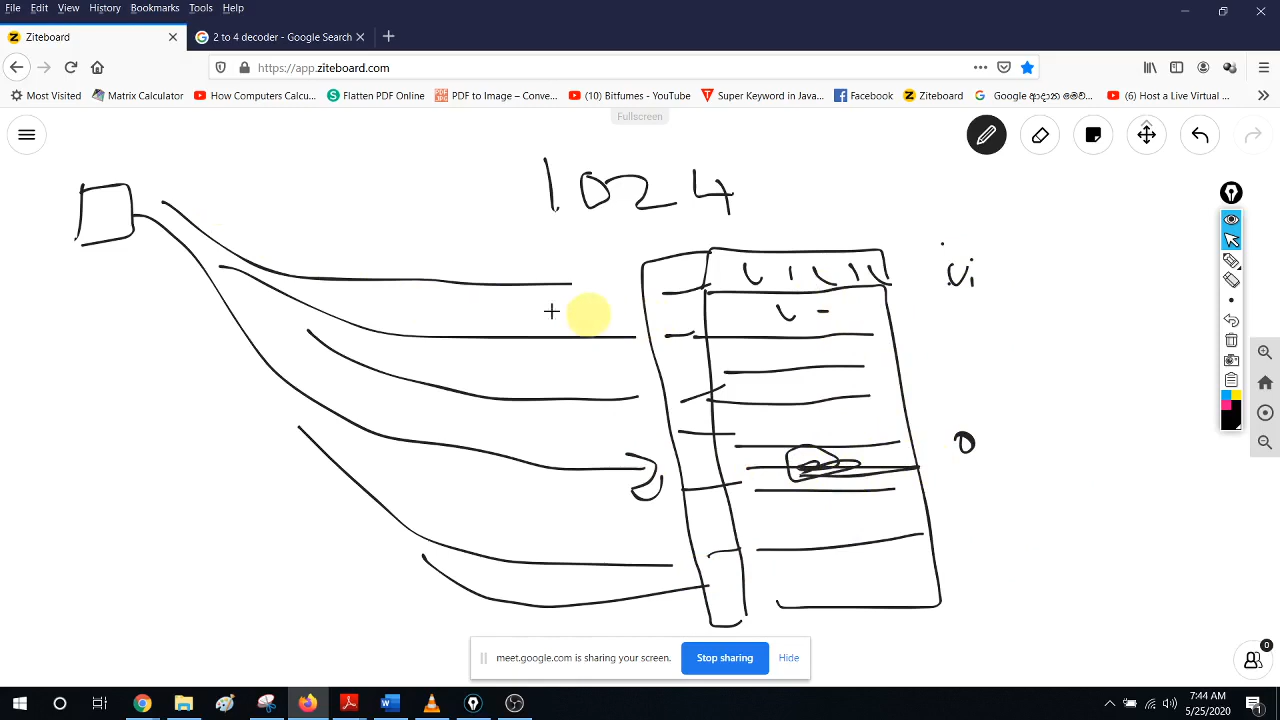 File Edit View History Bookmarks Tools Help
Ziteboard
2 to 4 decoder - Google Search
https://app.ziteboard.com
Most Visited
Matrix Calculator
How Computers Calcu...
Flatten PDF Online
PDF to Image – Conve...
(10) Bitfumes - YouTube
Super Keyword in Java...
Facebook
Ziteboard
Google ආදාන මෙව...
(6) Host a Live Virtual ...
Fullscreen
1024
meet.google.com is sharing your screen.
Stop sharing
Hide
0
7:44 AM
5/25/2020